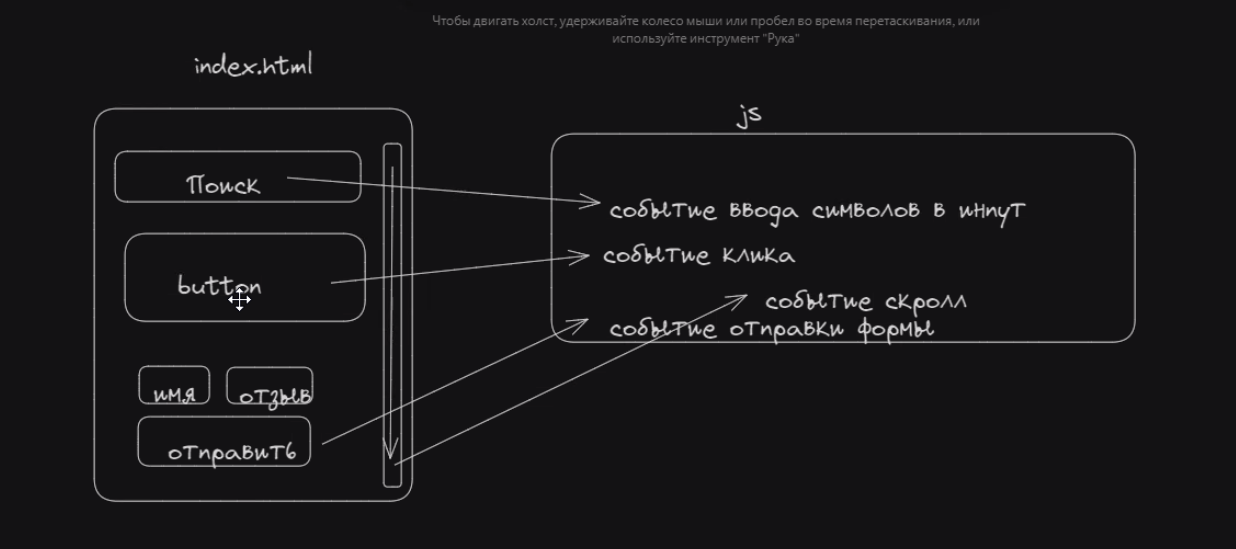 Чтобы двигать холст, удерживайте колесо мыши или пробел во время перетаскивания, или
используйте инструмент "Рука"
index.html
js
Поиск
событие ввода символов в инпут
событие клика
button
событие скролл
событие отправки формы
имя
отзыв
отправить